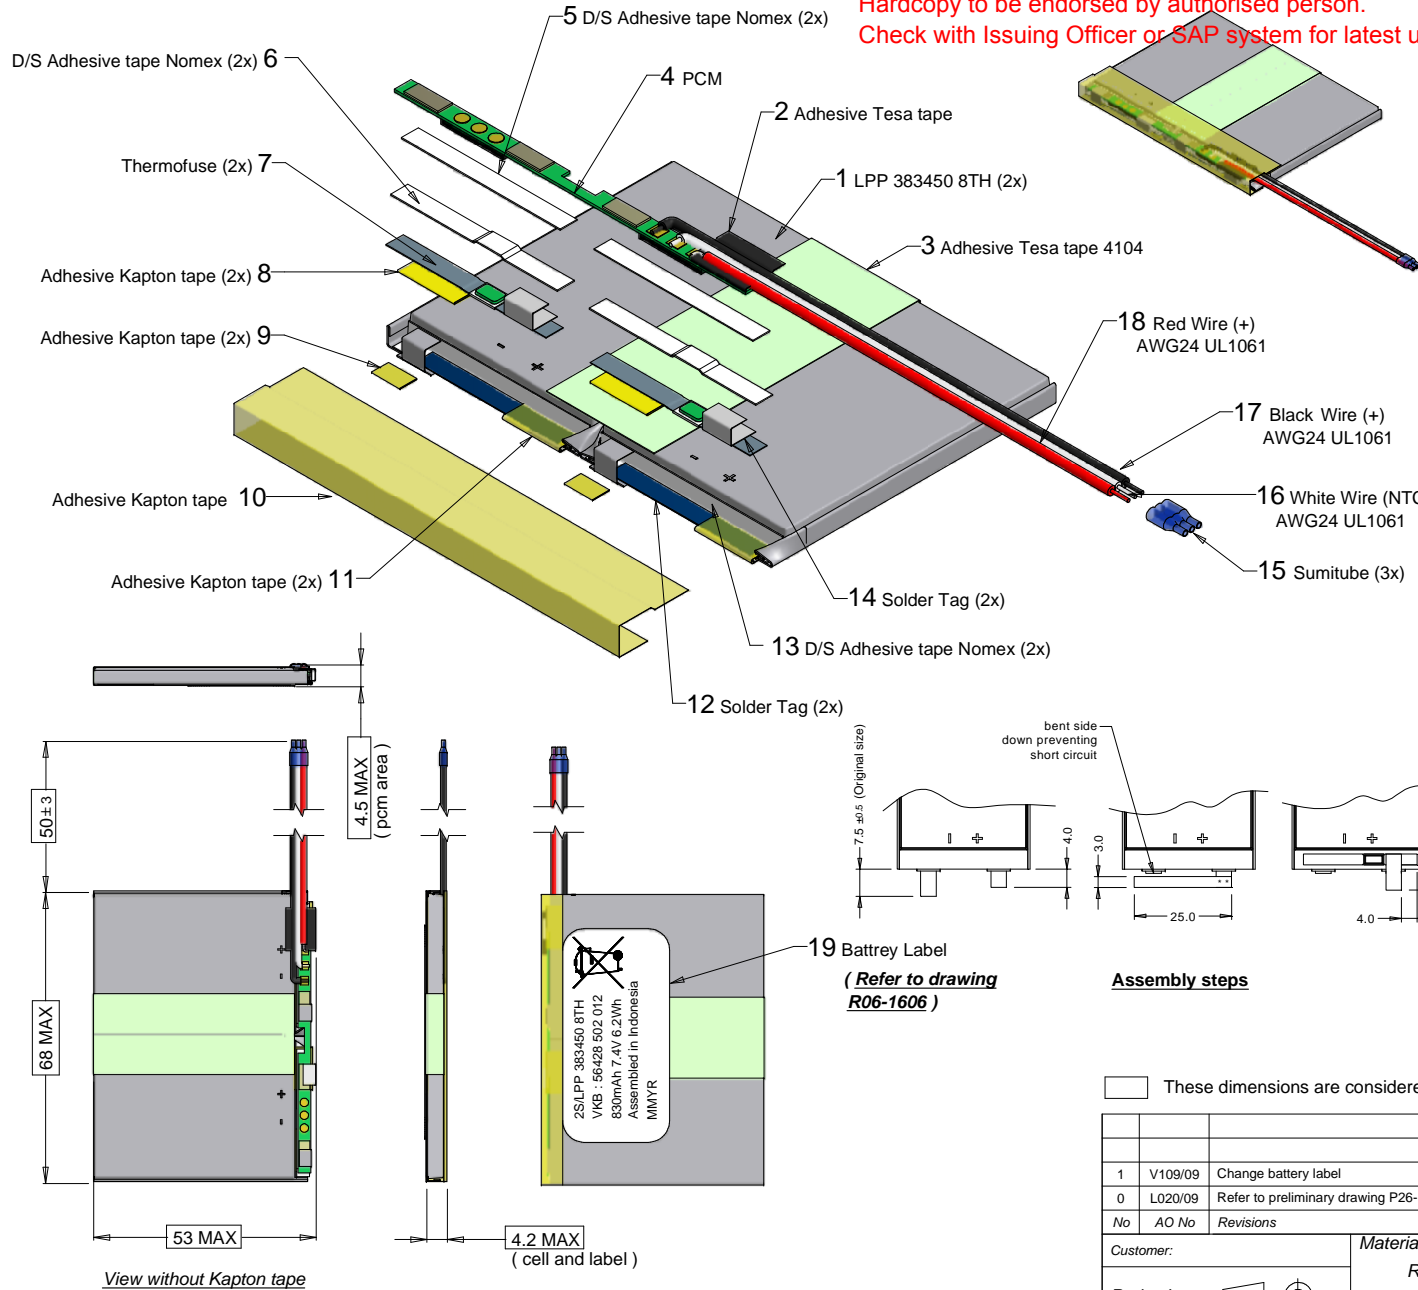 Hardcopy to be endorsed by authorised person.
Check with Issuing Officer or SAP system for latest u
5 D/S Adhesive tape Nomex (2x)
D/S Adhesive tape Nomex (2x) 6
4 PCM
2 Adhesive Tesa tape
Thermofuse (2x) 7
1 LPP 383450 8TH (2x)
3 Adhesive Tesa tape 4104
Adhesive Kapton tape (2x) 8
Adhesive Kapton tape (2x) 9
18 Red Wire (+)
AWG24 UL1061
17 Black Wire (+)
AWG24 UL1061
Adhesive Kapton tape 10
16 White Wire (NTC
AWG24 UL1061
15 Sumitube (3x)
Adhesive Kapton tape (2x) 11
14 Solder Tag (2x)
13 D/S Adhesive tape Nomex (2x)
12 Solder Tag (2x)
- +
- +
4.5 MAX
( pcm area )
50± 3
68 MAX
53 MAX
View without Kapton tape
+
-
+
-
4.2 MAX
( cell and label )
2S/LPP 383450 8TH
VKB : 56428 502 012
830mAh 7.4V 6.2Wh
Assembled in Indonesia
MMYR
19 Battrey Label
( Refer to drawing
R06-1606 )
bent side
down preventing
short circuit
7.5 ±0.5 (Original size)
4.0
3.0
25.0
4.0
- +
- +
- +
Assembly steps
These dimensions are considere
1 V109/09 Change battery label
0 L020/09 Refer to preliminary drawing P26-
No AO No Revisions
Customer:
Materia
R